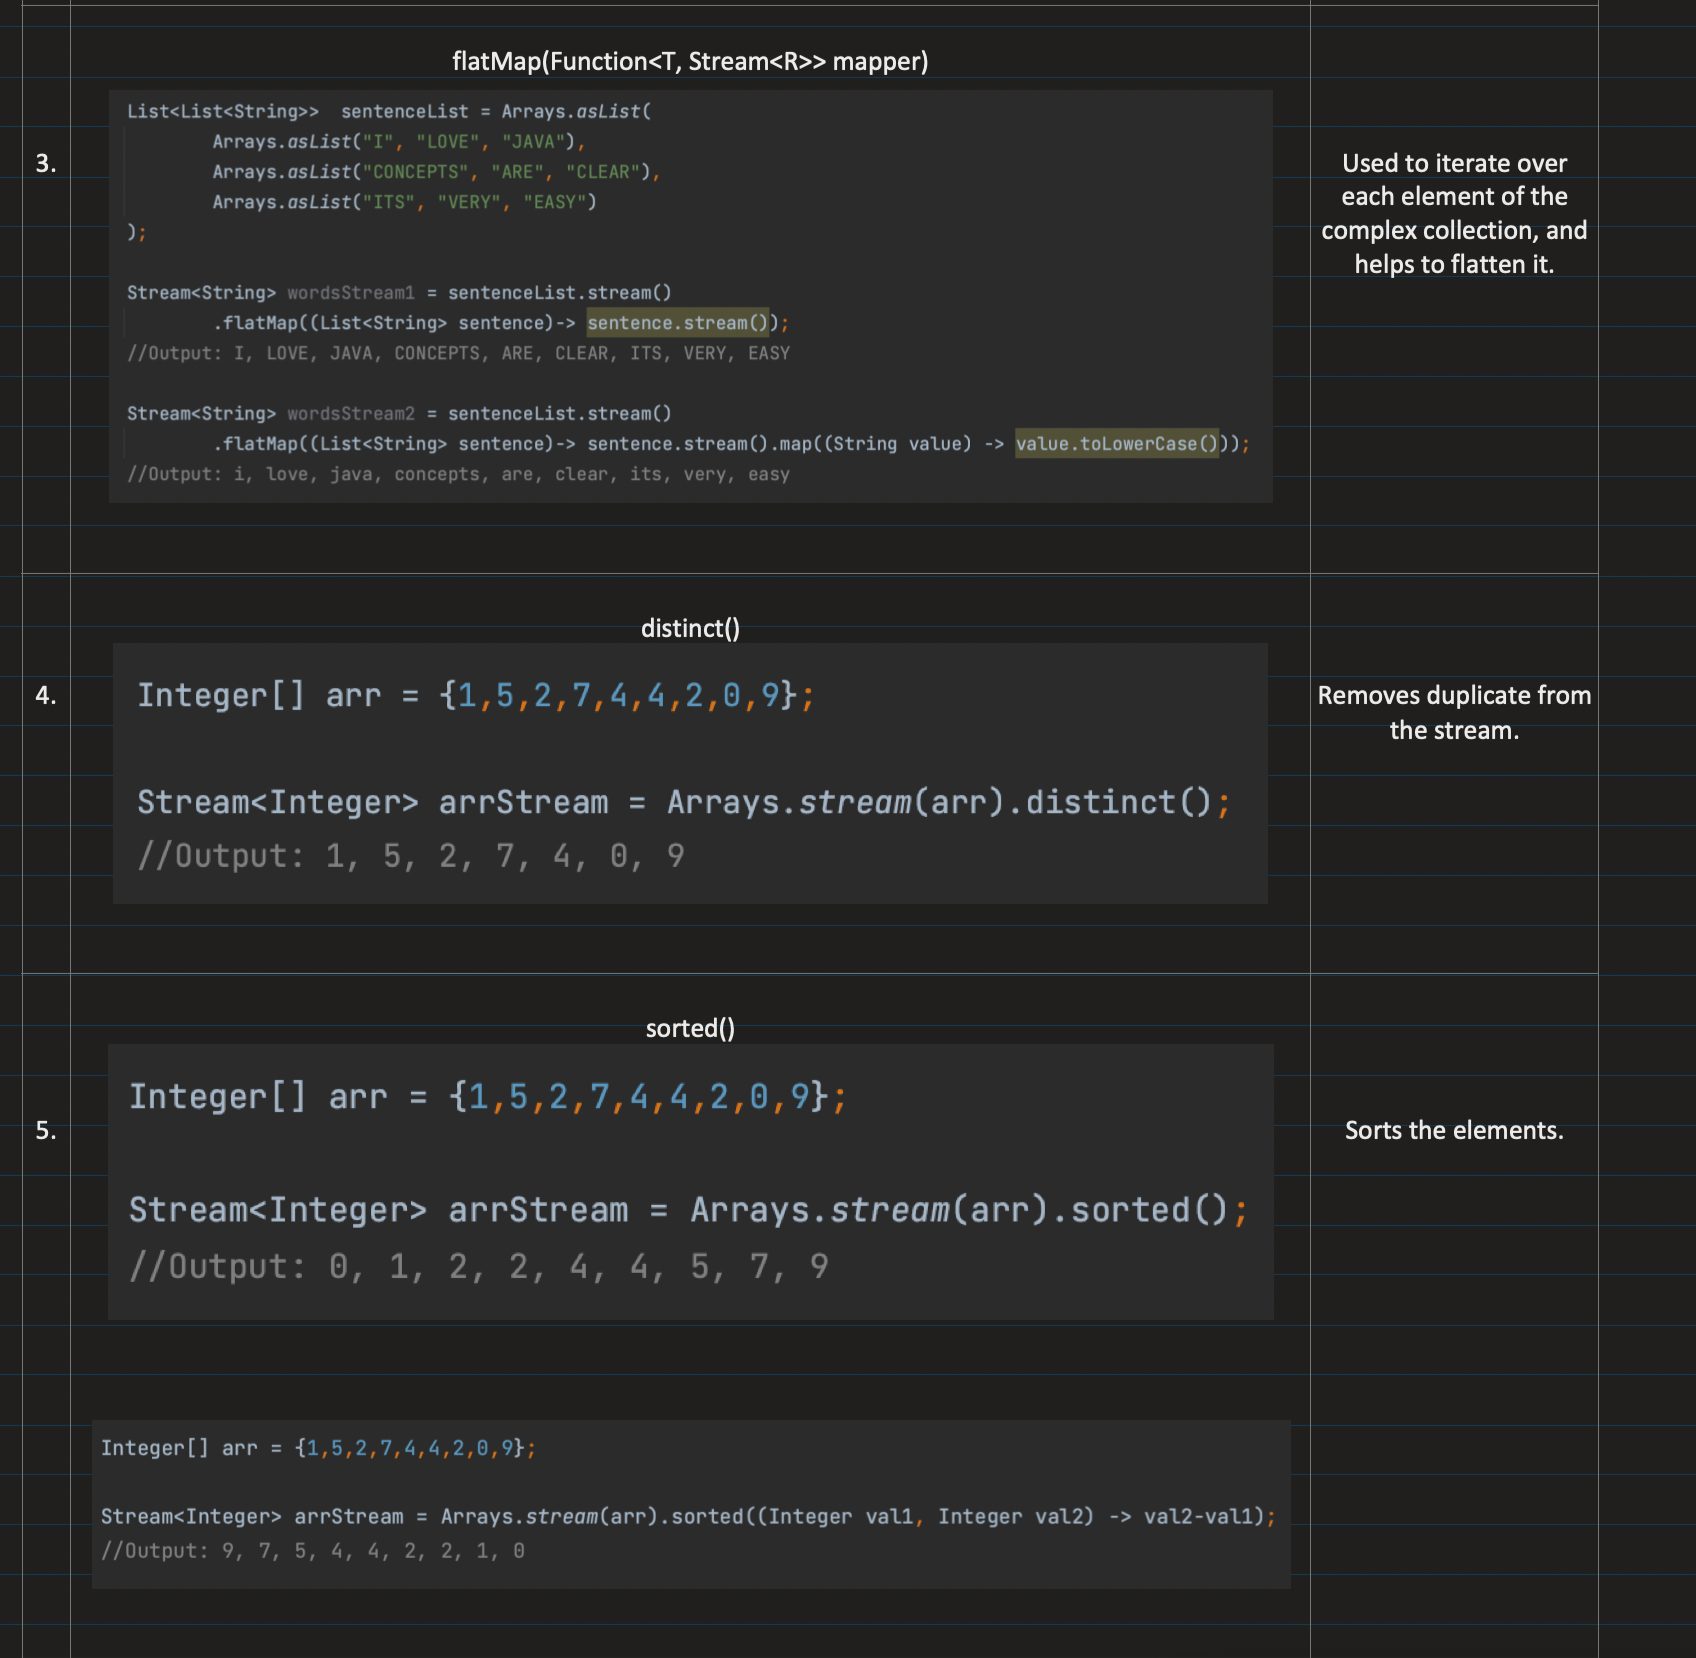 flatMap(Function<T, Stream<R>> mapper)
3.
List<List<String>>  sentenceList = Arrays.asList(
        Arrays.asList("I", "LOVE", "JAVA"),
        Arrays.asList("CONCEPTS", "ARE", "CLEAR"),
        Arrays.asList("ITS", "VERY", "EASY")
);
Stream<String> wordsStream1 = sentenceList.stream()
        .flatMap((List<String> sentence)-> sentence.stream());
//Output: I, LOVE, JAVA, CONCEPTS, ARE, CLEAR, ITS, VERY, EASY
Stream<String> wordsStream2 = sentenceList.stream()
        .flatMap((List<String> sentence)-> sentence.stream().map((String value) -> value.toLowerCase()));
//Output: i, love, java, concepts, are, clear, its, very, easy
Used to iterate over
each element of the
complex collection, and
helps to flatten it.
distinct()
4.
Integer[] arr = {1,5,2,7,4,4,2,0,9};
Stream<Integer> arrStream = Arrays.stream(arr).distinct();
//Output: 1, 5, 2, 7, 4, 0, 9
Removes duplicate from
the stream.
sorted()
5.
Integer[] arr = {1,5,2,7,4,4,2,0,9};
Stream<Integer> arrStream = Arrays.stream(arr).sorted();
//Output: 0, 1, 2, 2, 4, 4, 5, 7, 9
Sorts the elements.
Integer[] arr = {1,5,2,7,4,4,2,0,9};
Stream<Integer> arrStream = Arrays.stream(arr).sorted((Integer val1, Integer val2) -> val2-val1);
//Output: 9, 7, 5, 4, 4, 2, 2, 1, 0